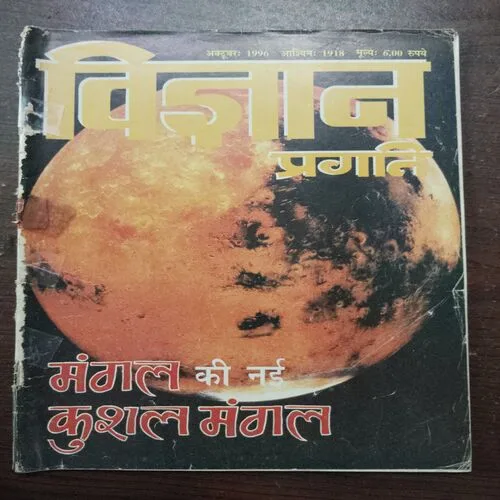 अक्टूबर: 1996 आश्विन: 1918 मूल्य: 6.00 रुपये
विज्ञान
प्रगति
मंगल की नई
कुशल मंगल